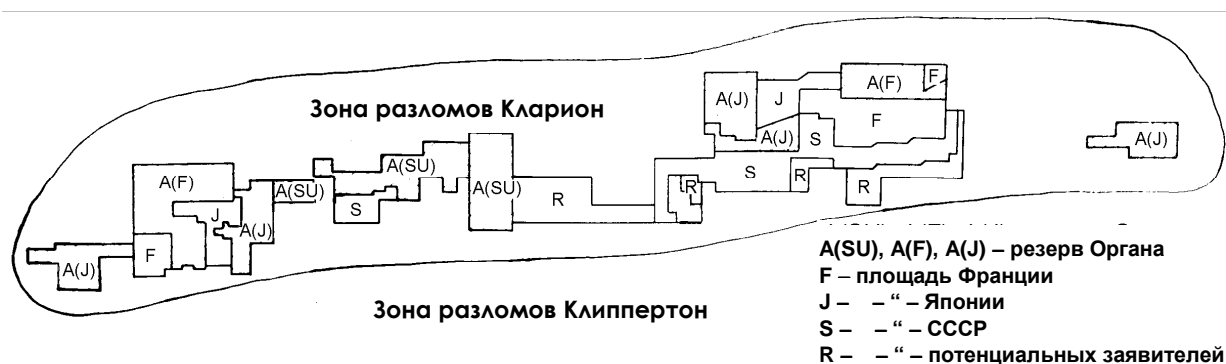 A(F)
F
A(J)
J
A(F)
Зона разломов Кларион
A(J)
S
F
A(J)
A(SU)
A(F)
A(SU)
A(SU)
S
R
R
R
R
J
S
A(J)
R
F
A(J)
Зона разломов Клиппертон
A(SU), A(F), A(J) – резерв Органа
F – площадь Франции
J – – “ – Японии
S – – “ – СССР
R – – “ – потенциальных заявителей